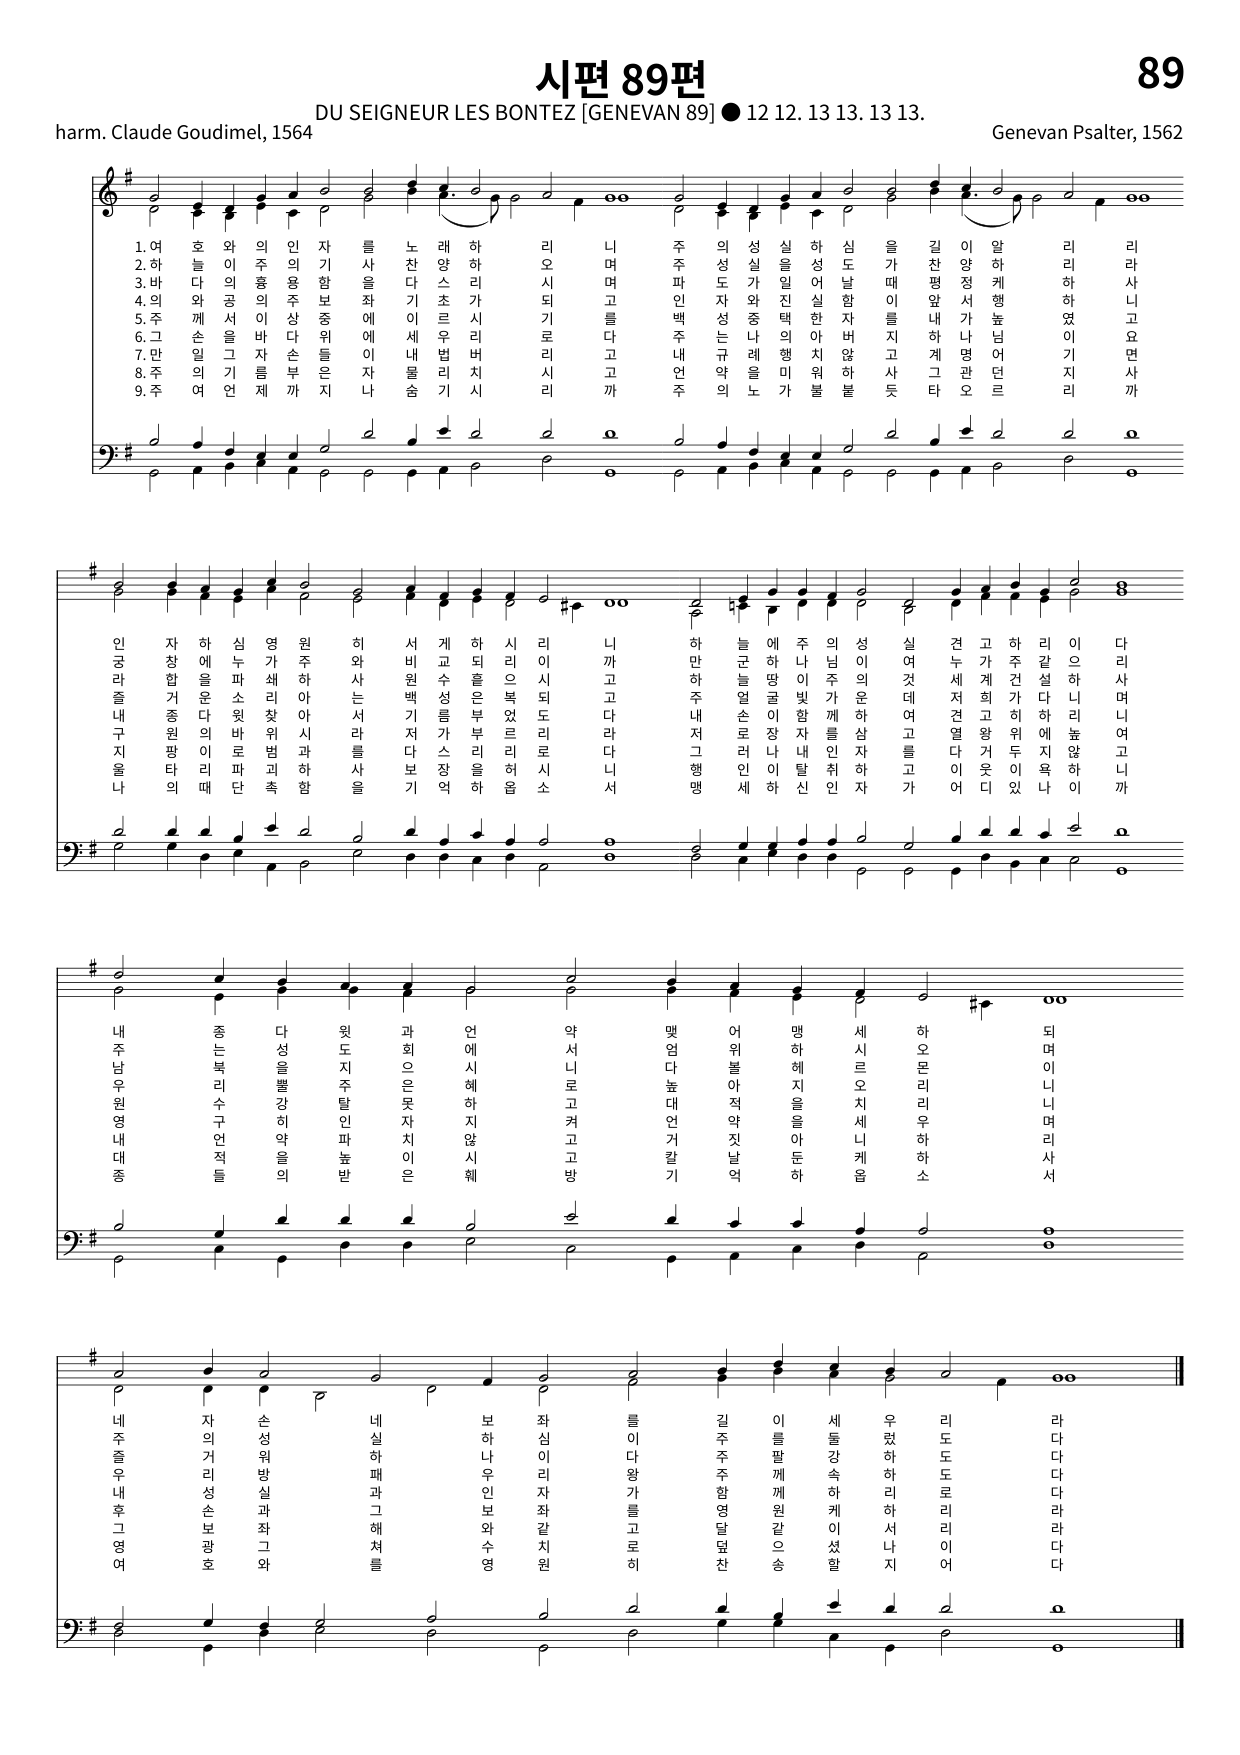 시편 89편
89
DU SEIGNEUR LES BONTEZ [GENEVAN 89] ● 12 12. 13 13. 13 13.
harm. Claude Goudimel, 1564
Genevan Psalter, 1562
1. 여 호 와 의 인 자 를 노 래 하 리 니 주 의 성 실 하 심 을 길 이 알 리 리
2. 하 늘 이 주 의 기 사 찬 양 하 오 며 주 성 실 을 성 도 가 찬 양 하 리 라
3. 바 다 의 흉 용 함 을 다 스 리 시 며 파 도 가 일 어 날 때 평 정 케 하 사
4. 의 와 공 의 주 보 좌 기 초 가 되 고 인 자 와 진 실 함 이 앞 서 행 하 니
5. 주 께 서 이 상 중 에 이 르 시 기 를 백 성 중 택 한 자 를 내 가 높 였 고
6. 그 손 을 바 다 위 에 세 우 리 로 다 주 는 나 의 아 버 지 하 나 님 이 요
7. 만 일 그 자 손 들 이 내 법 버 리 고 내 규 례 행 치 않 고 계 명 어 기 면
8. 주 의 기 름 부 은 자 물 리 치 시 고 언 약 을 미 워 하 사 그 관 던 지 사
9. 주 여 언 제 까 지 나 숨 기 시 리 까 주 의 노 가 불 붙 듯 타 오 르 리 까
인 자 하 심 영 원 히 서 게 하 시 리 니 하 늘 에 주 의 성 실 견 고 하 리 이 다
궁 창 에 누 가 주 와 비 교 되 리 이 까 만 군 하 나 님 이 여 누 가 주 같 으 리
라 합 을 파 쇄 하 사 원 수 흩 으 시 고 하 늘 땅 이 주 의 것 세 계 건 설 하 사
즐 거 운 소 리 아 는 백 성 은 복 되 고 주 얼 굴 빛 가 운 데 저 희 가 다 니 며
내 종 다 윗 찾 아 서 기 름 부 었 도 다 내 손 이 함 께 하 여 견 고 히 하 리 니
구 원 의 바 위 시 라 저 가 부 르 리 라 저 로 장 자 를 삼 고 열 왕 위 에 높 여
지 팡 이 로 범 과 를 다 스 리 리 로 다 그 러 나 내 인 자 를 다 거 두 지 않 고
울 타 리 파 괴 하 사 보 장 을 허 시 니 행 인 이 탈 취 하 고 이 웃 이 욕 하 니
나 의 때 단 촉 함 을 기 억 하 옵 소 서 맹 세 하 신 인 자 가 어 디 있 나 이 까
내 종 다 윗 과 언 약 맺 어 맹 세 하 되
주 는 성 도 회 에 서 엄 위 하 시 오 며
남 북 을 지 으 시 니 다 볼 헤 르 몬 이
우 리 뿔 주 은 혜 로 높 아 지 오 리 니
원 수 강 탈 못 하 고 대 적 을 치 리 니
영 구 히 인 자 지 켜 언 약 을 세 우 며
내 언 약 파 치 않 고 거 짓 아 니 하 리
대 적 을 높 이 시 고 칼 날 둔 케 하 사
종 들 의 받 은 훼 방 기 억 하 옵 소 서
네 자 손 네 보 좌 를 길 이 세 우 리 라
주 의 성 실 하 심 이 주 를 둘 렀 도 다
즐 거 워 하 나 이 다 주 팔 강 하 도 다
우 리 방 패 우 리 왕 주 께 속 하 도 다
내 성 실 과 인 자 가 함 께 하 리 로 다
후 손 과 그 보 좌 를 영 원 케 하 리 라
그 보 좌 해 와 같 고 달 같 이 서 리 라
영 광 그 쳐 수 치 로 덮 으 셨 나 이 다
여 호 와 를 영 원 히 찬 송 할 지 어 다